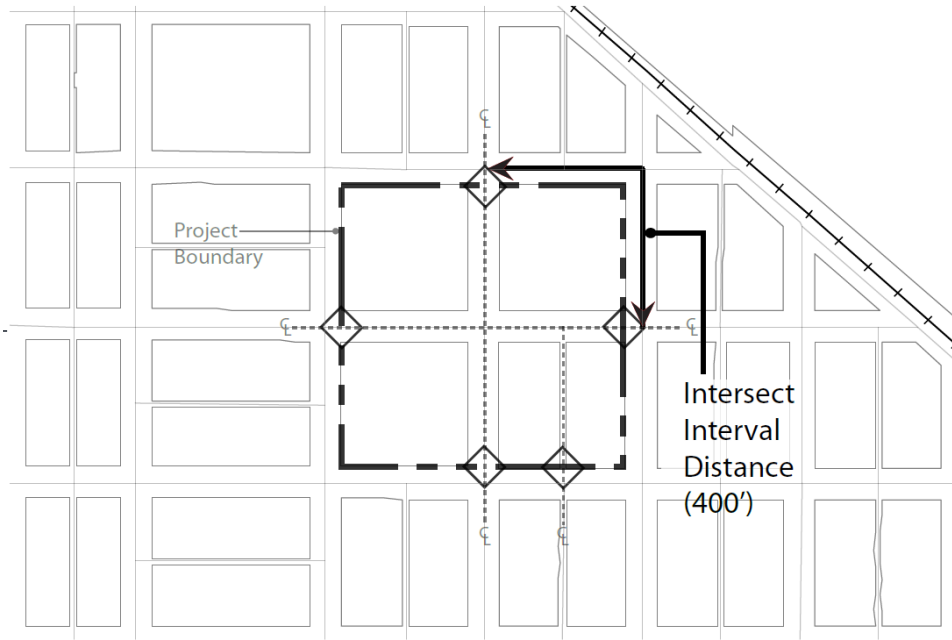 ℄
Project
Boundary
℄
℄
Intersect
Interval
Distance
(400’)
℄
℄